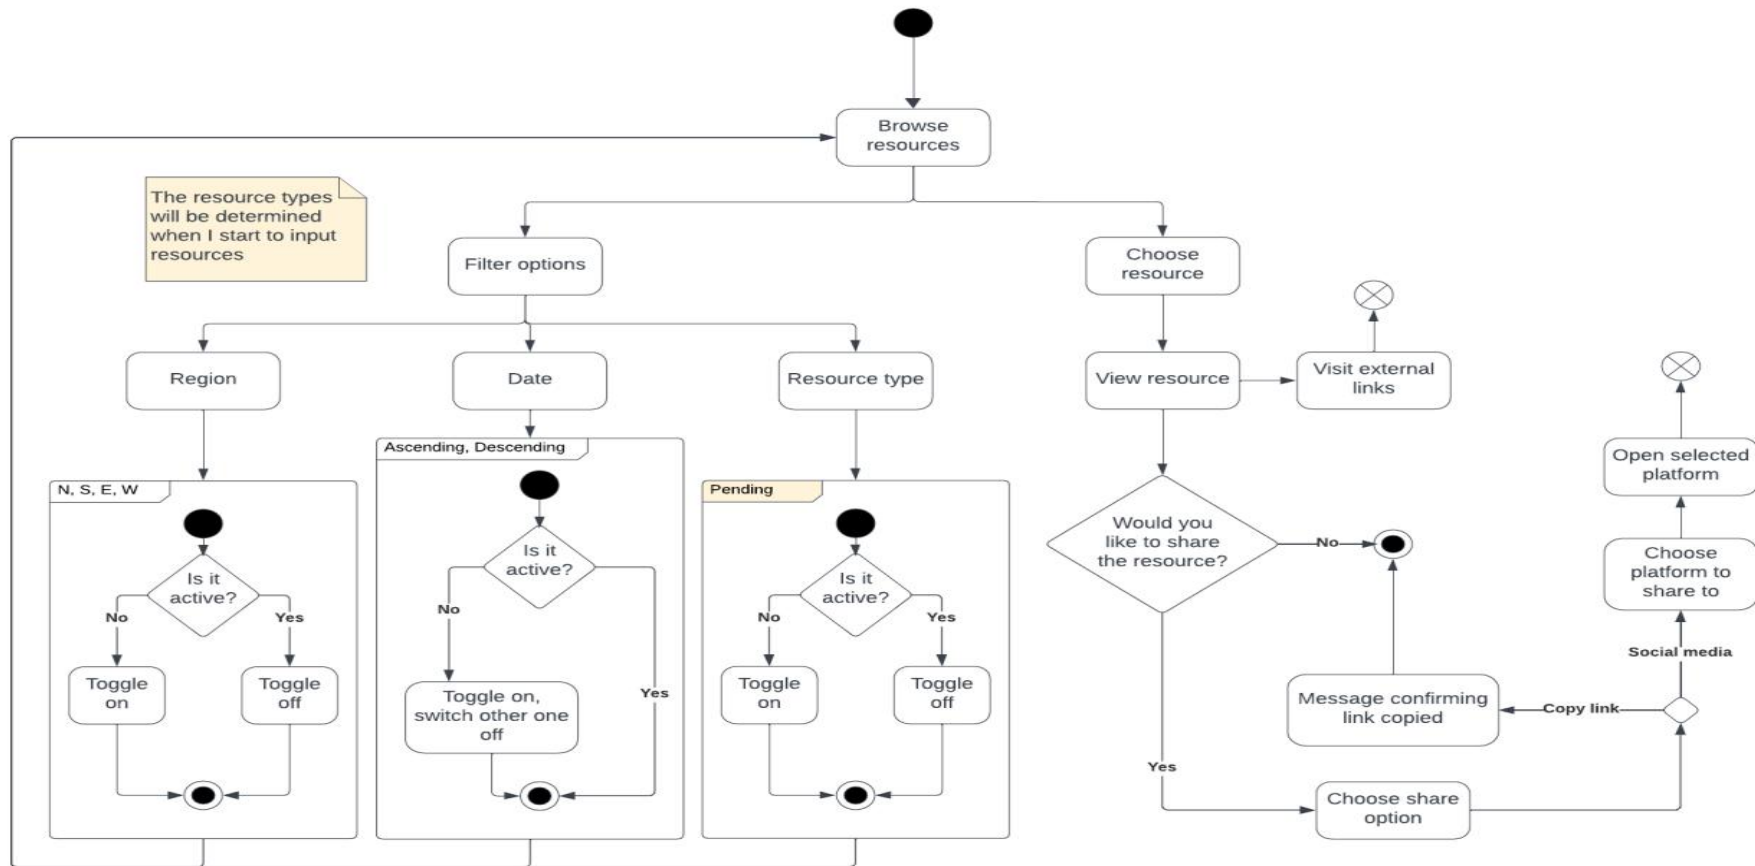 Browse
resources
The resource types
will be determined
when I start to input
resources
Filter options
Choose
resource
Region
Date
Resource type
View resource
Visit external
links
Ascending, Descending
N, S, E, W
Pending
Is it
active?
No
Yes
Toggle
on
Toggle
off
Is it
active?
No
Yes
Toggle on,
switch other one
off
Is it
active?
No
Yes
Toggle
on
Toggle
off
Would you
like to share
the resource?
No
Yes
Choose share
option
Copy link
Message confirming
link copied
Social media
Choose
platform to
share to
Open selected
platform